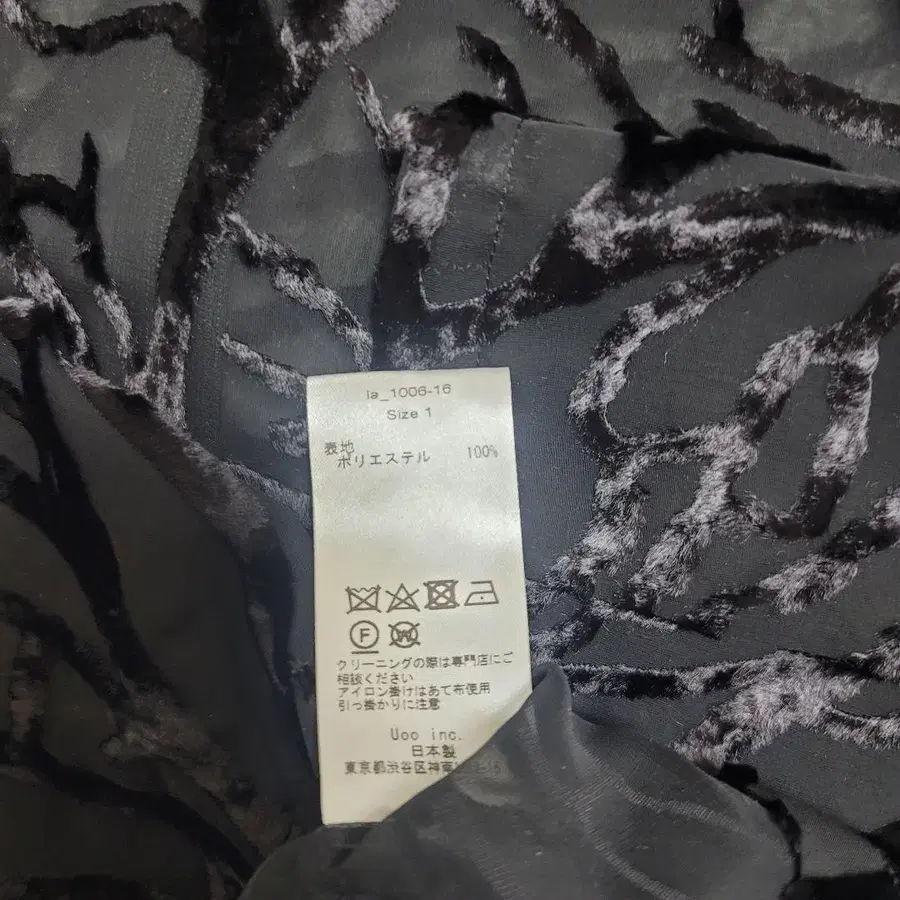 la_1006-16
Size 1
表地
ポリエステル 100%
F W
クリーニングの際は専門店にご
相談ください
アイロン掛けはあて布使用
引っ掛かりに注意
Uoo inc.
日本製
東京都渋谷区神南